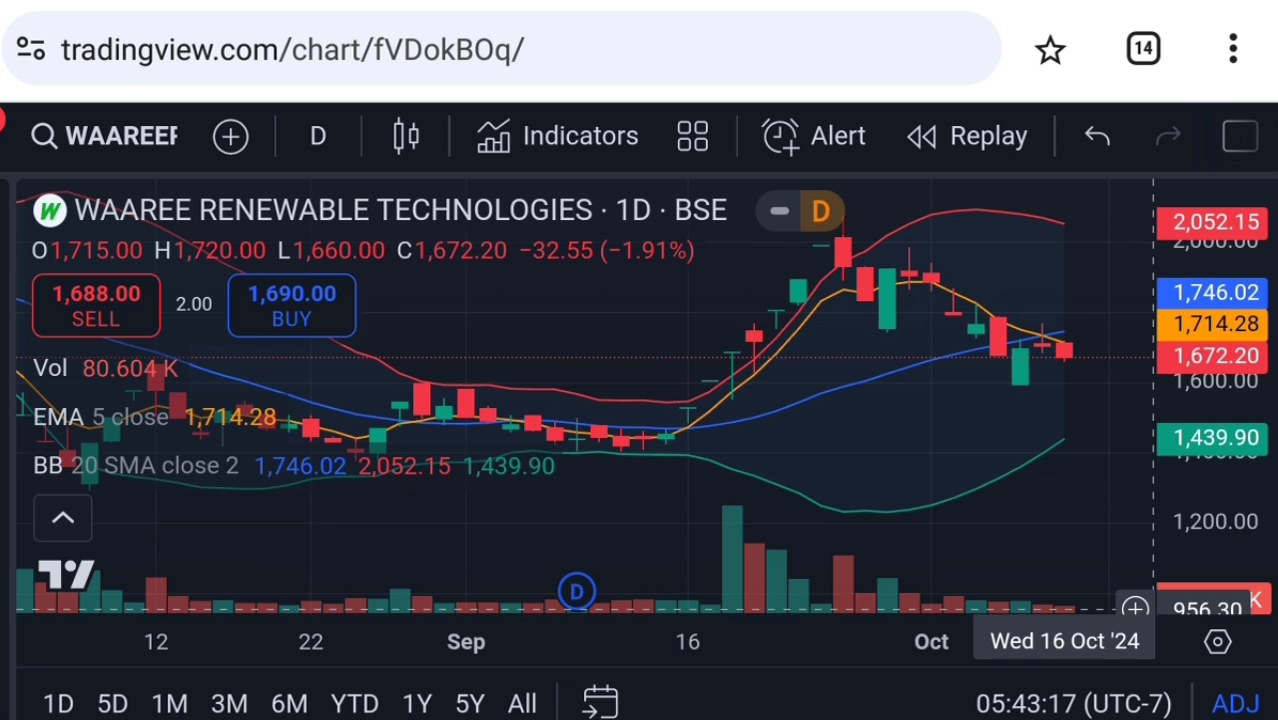 tradingview.com/chart/fVDokBOq/ 14
WAAREE D Indicators Alert Replay
W WAAREE RENEWABLE TECHNOLOGIES · 1D · BSE D
O1,715.00 H1,720.00 L1,660.00 C1,672.20 −32.55 (−1.91%)
1,688.00 2.00 1,690.00
SELL BUY
Vol 80.604 K
EMA 5 close 1,714.28
BB 20 SMA close 2 1,746.02 2,052.15 1,439.90
2,052.15
2,000.00
1,746.02
1,714.28
1,672.20
1,600.00
1,439.90
1,200.00
K
956.30
D
12 22 Sep 16 Oct Wed 16 Oct '24
1D 5D 1M 3M 6M YTD 1Y 5Y All 05:43:17 (UTC-7) ADJ